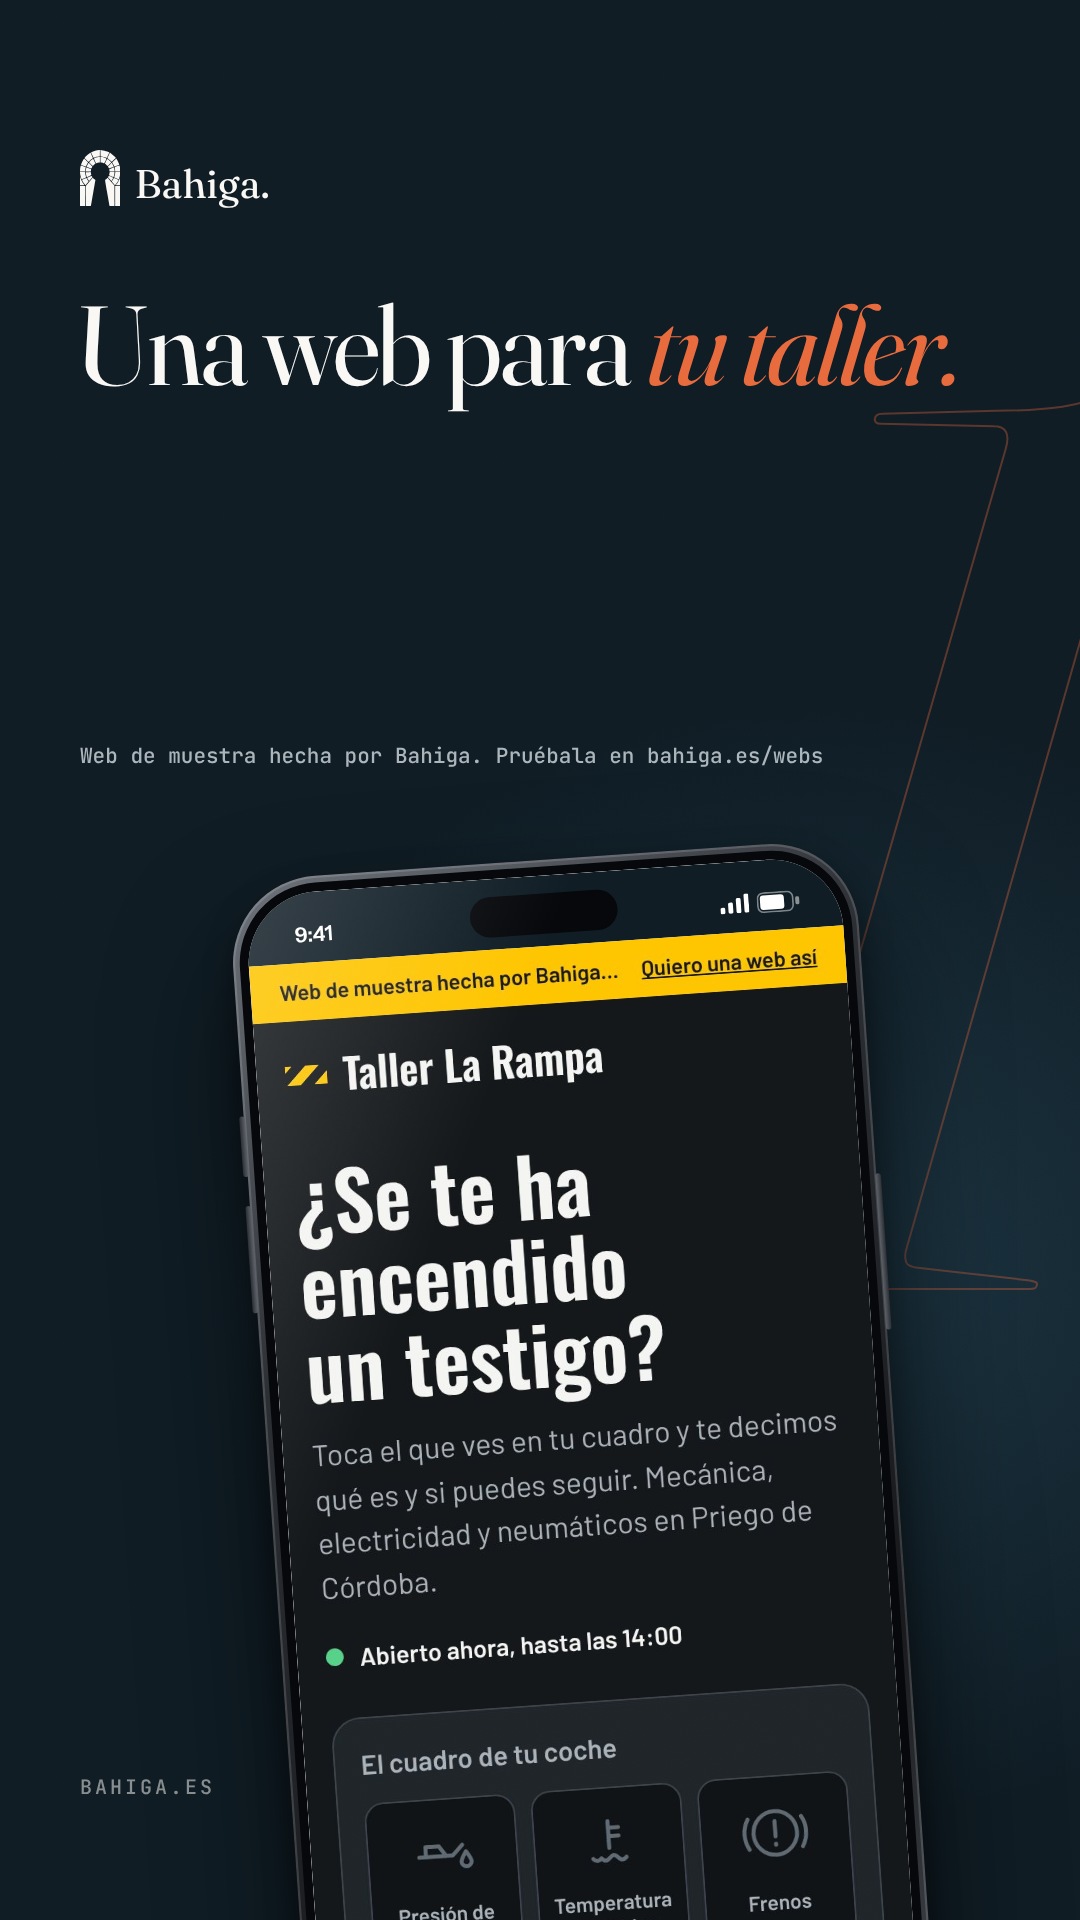 Bahiga.
Una web para tu taller.
Web de muestra hecha por Bahiga. Pruébala en bahiga.es/webs
9:41
Web de muestra hecha por Bahiga... Quiero una web así
Taller La Rampa
¿Se te ha
encendido
un testigo?
Toca el que ves en tu cuadro y te decimos
qué es y si puedes seguir. Mecánica,
electricidad y neumáticos en Priego de
Córdoba.
Abierto ahora, hasta las 14:00
El cuadro de tu coche
BAHIGA.ES
Presión de
Temperatura
Frenos